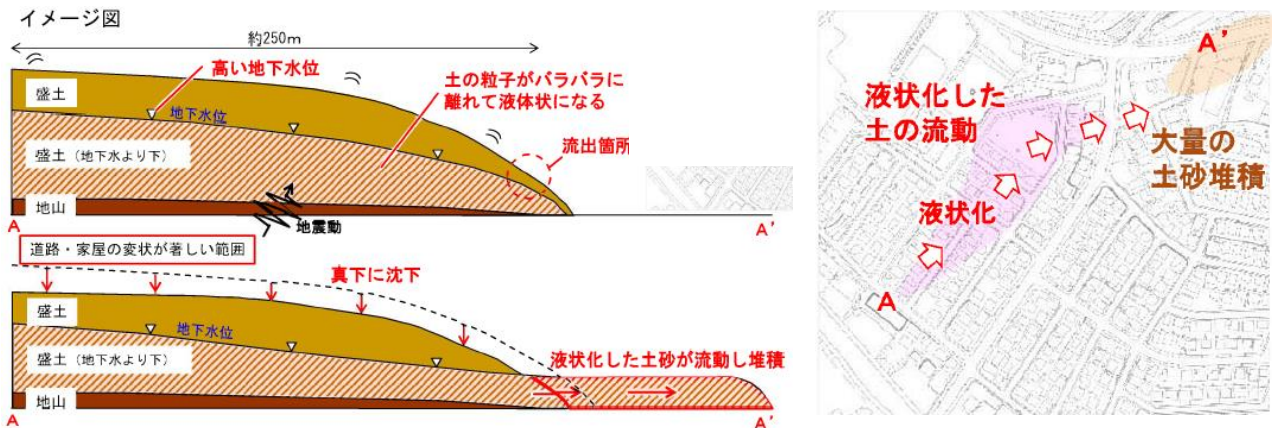 イメージ図
約250m
高い地下水位
土の粒子がバラバラに
離れて液体状になる
盛土
地下水位
流出箇所
盛土（地下水より下）
地山
地震動
A
A'
道路・家屋の変状が著しい範囲
真下に沈下
盛土
地下水位
盛土（地下水より下）
液状化した土砂が流動し堆積
地山
A
A'
A'
液状化した
土の流動
大量の
土砂堆積
液状化
A